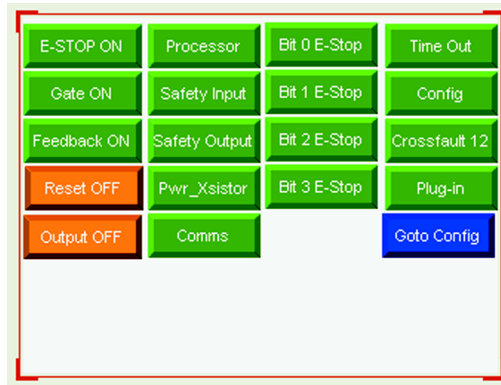 E-STOP ON
Processor
Bit 0 E-Stop
Time Out
Gate ON
Safety Input
Bit 1 E-Stop
Config
Feedback ON
Safety Output
Bit 2 E-Stop
Crossfault 12
Reset OFF
Pwr_Xsistor
Bit 3 E-Stop
Plug-in
Output OFF
Comms
Goto Config